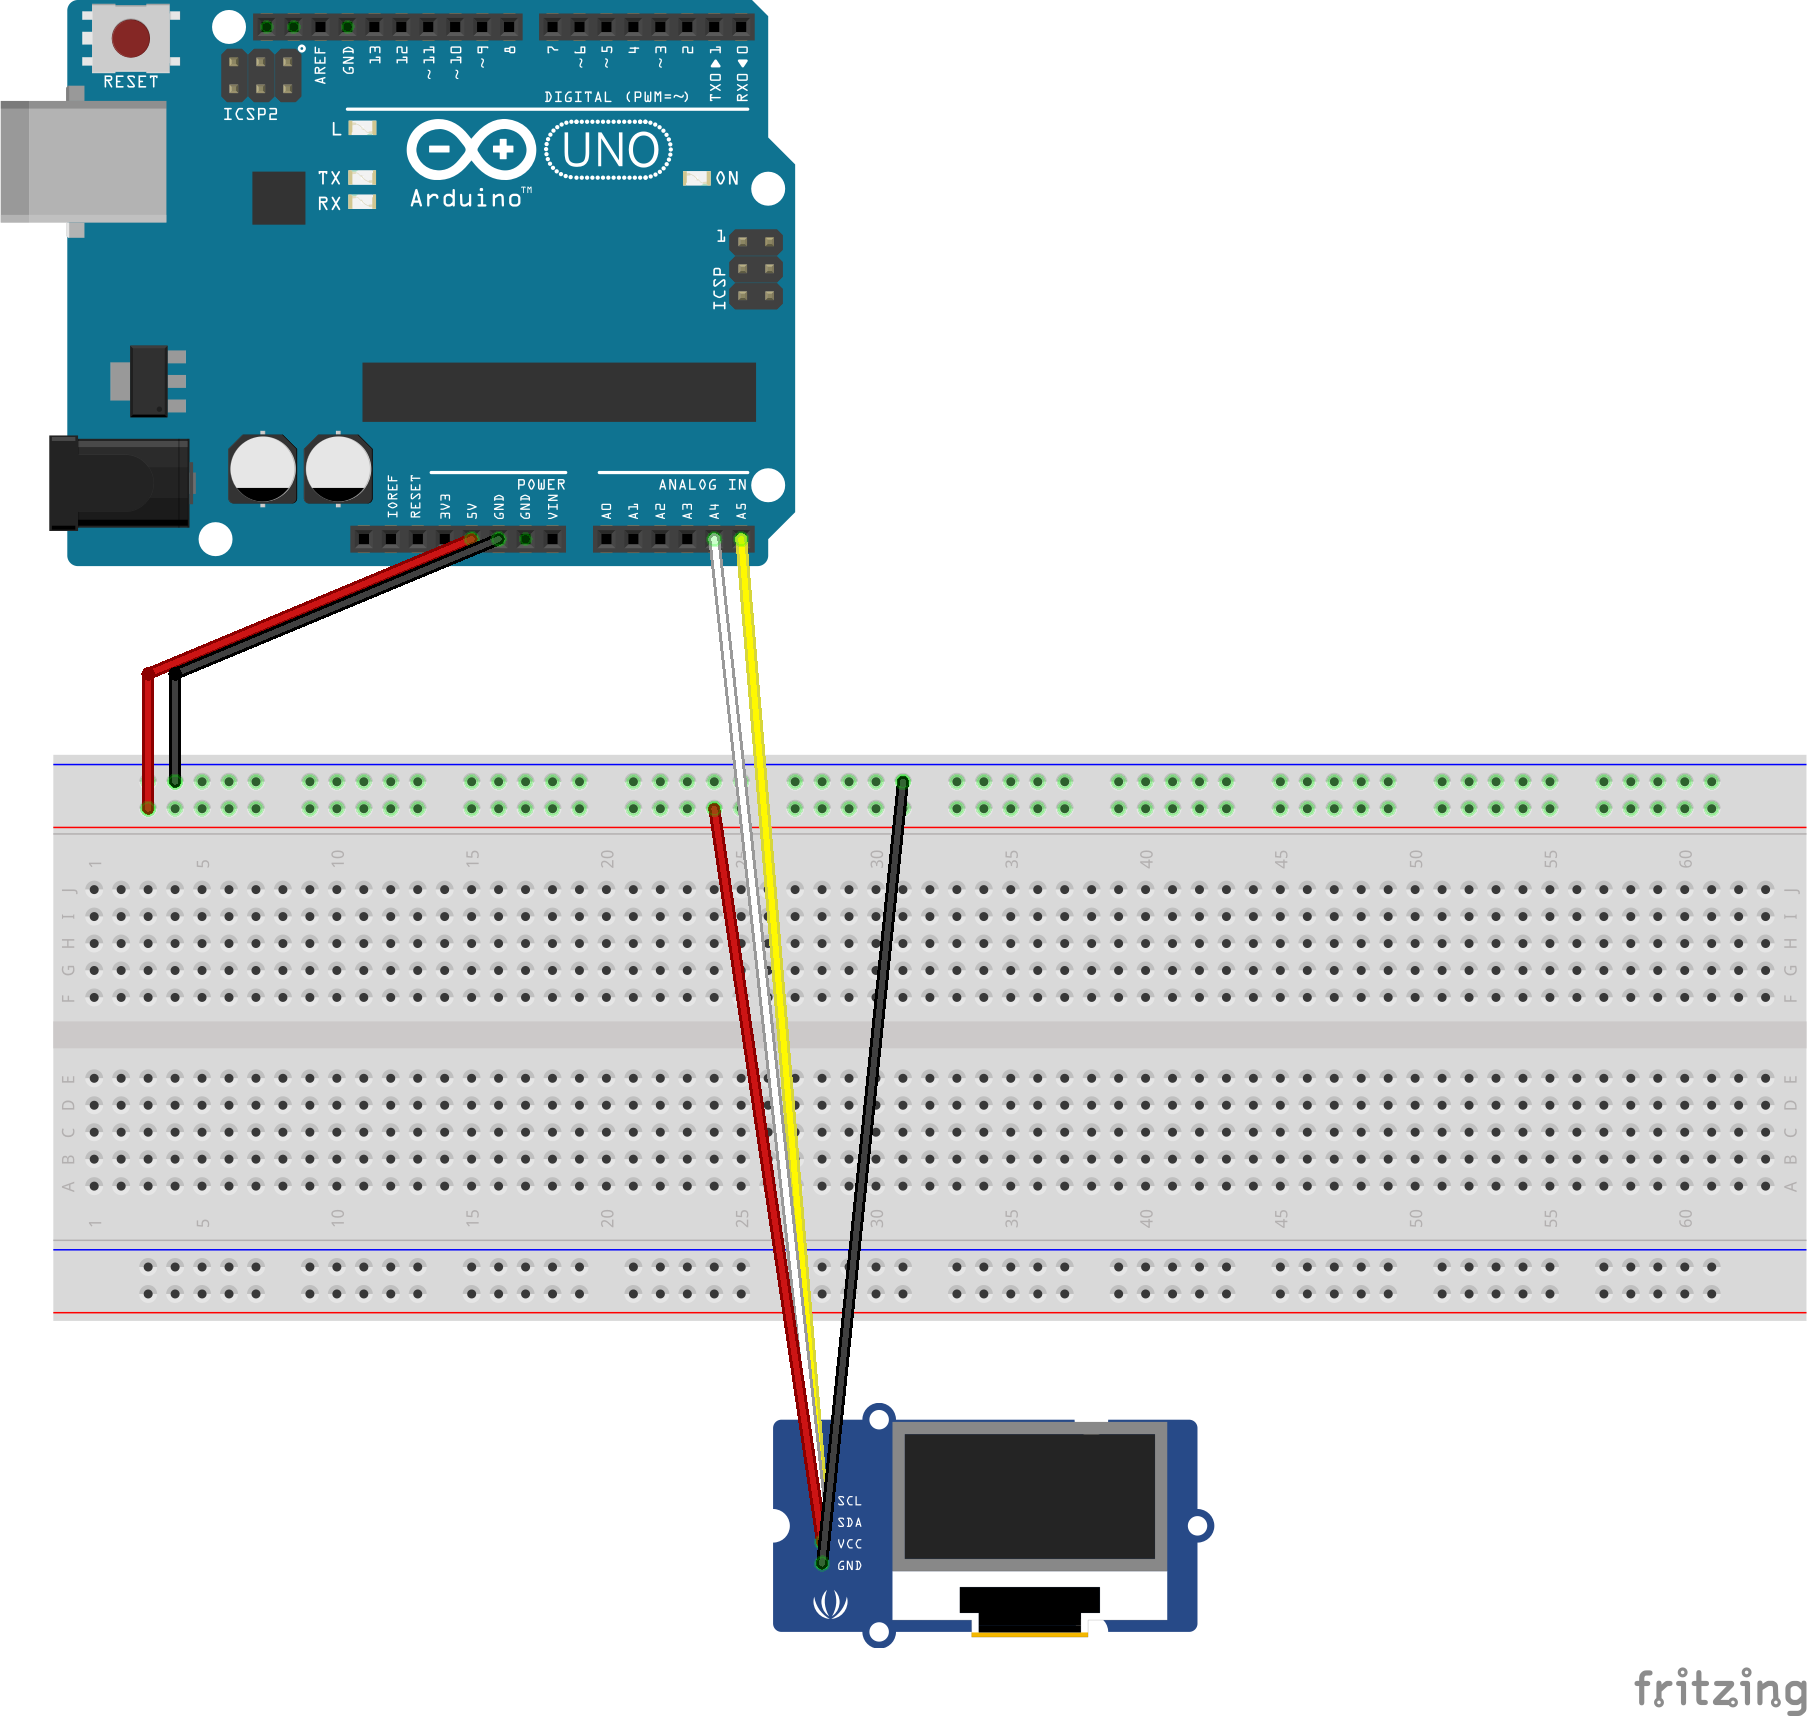 RESET
ICSP2
AREF
GND
13
12
~11
~10
~9
8
7
~6
~5
4
~3
2
TX0▶1
RX0◀0
DIGITAL (PWM=~)
L
TX
RX
UNO
Arduino™
ON
1
ICSP
POWER
ANALOG IN
IOREF
RESET
3V3
5V
GND
GND
VIN
A0
A1
A2
A3
A4
A5
1 5 10 15 20 25 30 35 40 45 50 55 60
J J
I I
H H
G G
F F
E E
D D
C C
B B
A A
1 5 10 15 20 25 30 35 40 45 50 55 60
SCL
SDA
VCC
GND
fritzing